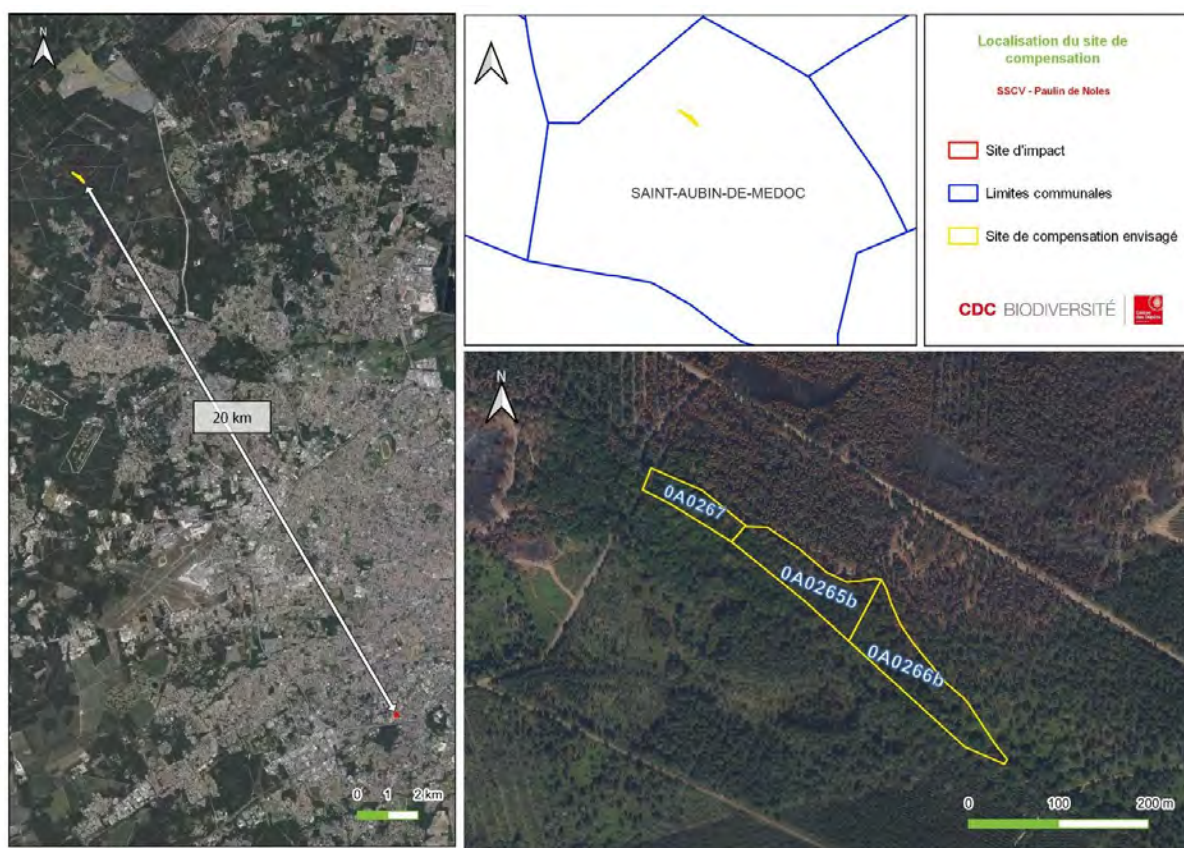 N
20 km
0 1 2 km
SAINT-AUBIN-DE-MEDOC
Localisation du site de
compensation
SSCV - Paulin de Noles
Site d'impact
Limites communales
Site de compensation envisagé
CDC BIODIVERSITÉ
N
0A0267
0A0265b
0A0266b
0 100 200 m